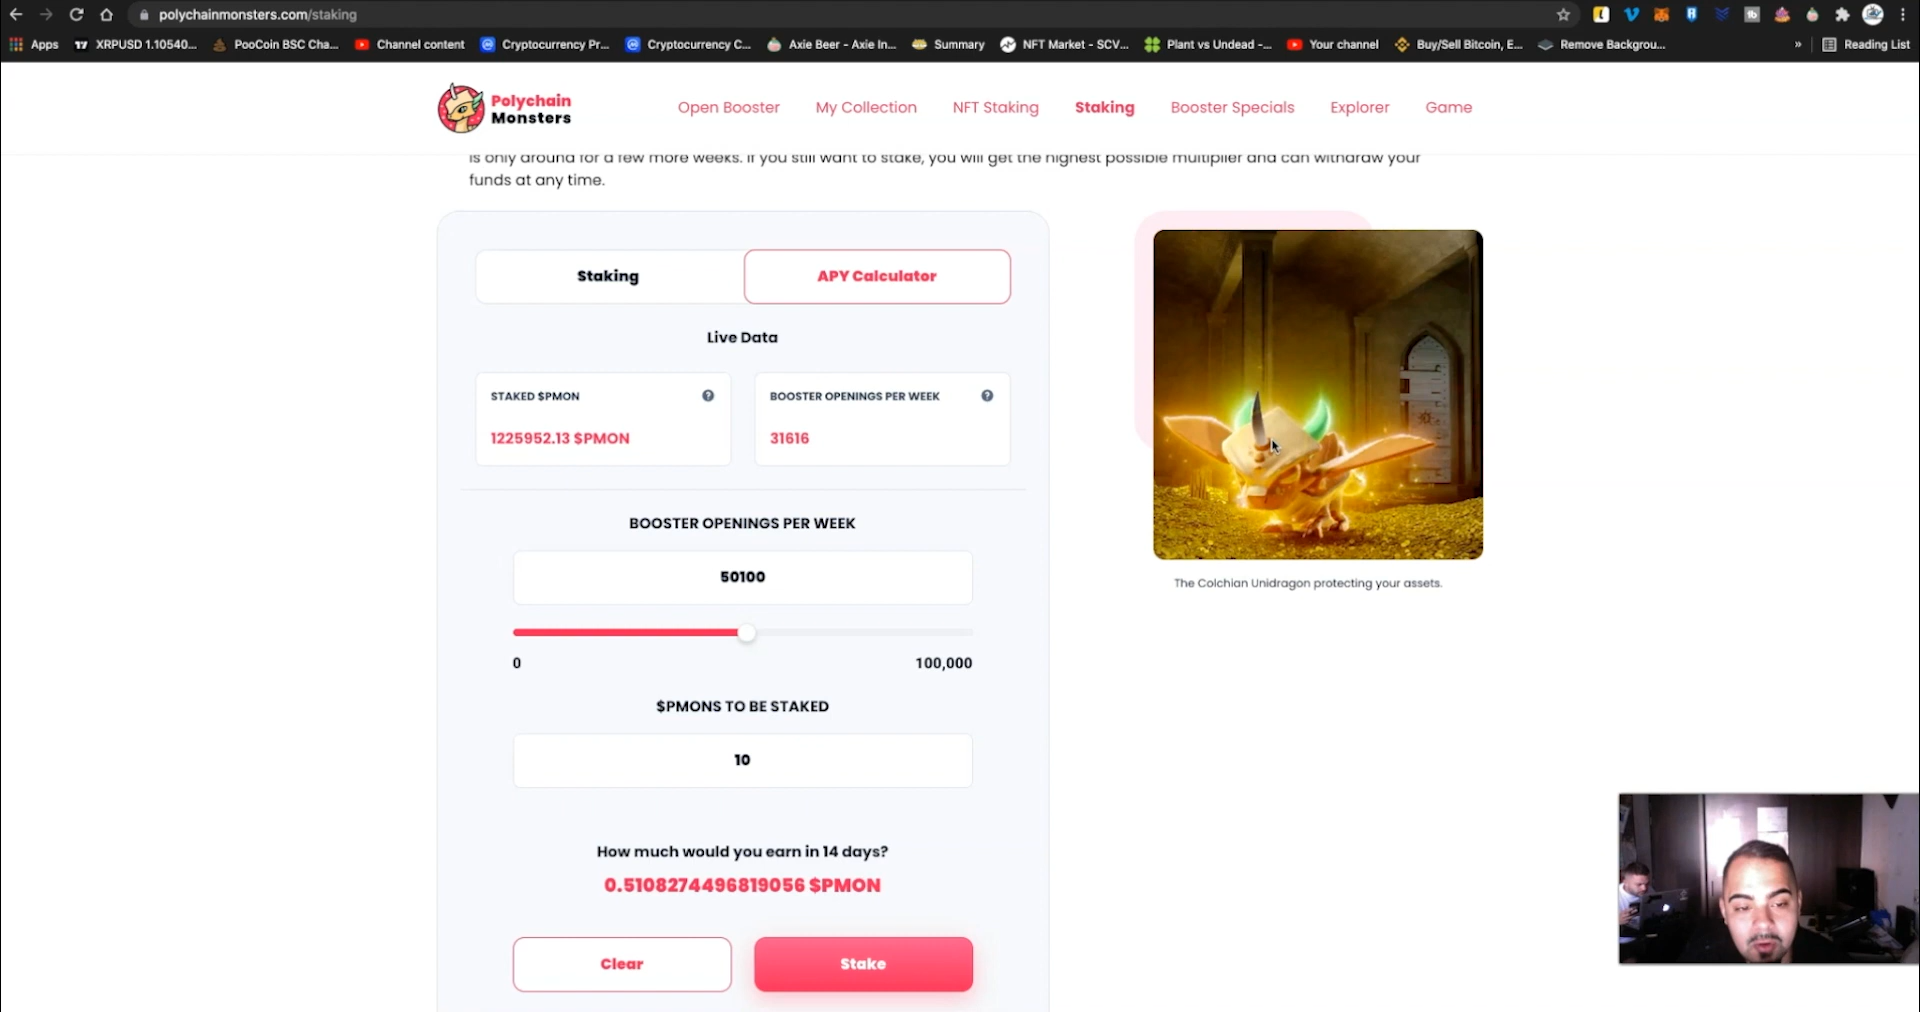 polychainmonsters.com/staking
Apps
XRPUSD 1.10540...
PooCoin BSC Cha...
Channel content
Cryptocurrency Pr...
Cryptocurrency C...
Axie Beer - Axie In...
Summary
NFT Market - SCV...
Plant vs Undead -...
Your channel
Buy/Sell Bitcoin, E...
Remove Backgrou...
»
Reading List
Polychain
Monsters
Open Booster
My Collection
NFT Staking
Staking
Booster Specials
Explorer
Game
is only around for a few more weeks. If you still want to stake, you will get the highest possible multiplier and can withdraw your
funds at any time.
Staking
APY Calculator
Live Data
STAKED $PMON
?
BOOSTER OPENINGS PER WEEK
?
1225952.13 $PMON
31616
BOOSTER OPENINGS PER WEEK
50100
0
100,000
$PMONS TO BE STAKED
10
How much would you earn in 14 days?
0.5108274496819056 $PMON
Clear
Stake
The Colchian Unidragon protecting your assets.